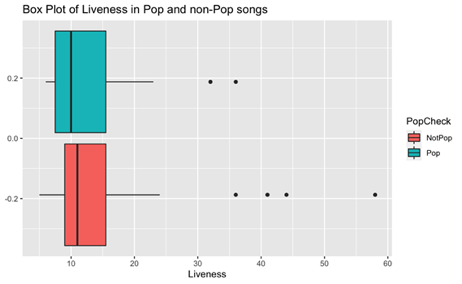 Box Plot of Liveness in Pop and non-Pop songs
0.2
0.0
-0.2
10 20 30 40 50 60
Liveness
PopCheck
NotPop
Pop